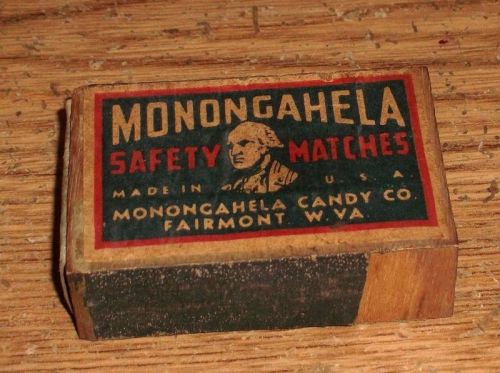 MONONGAHELA
SAFETY MATCHES
MADE IN U.S.A.
MONONGAHELA CANDY CO.
FAIRMONT, W. VA.